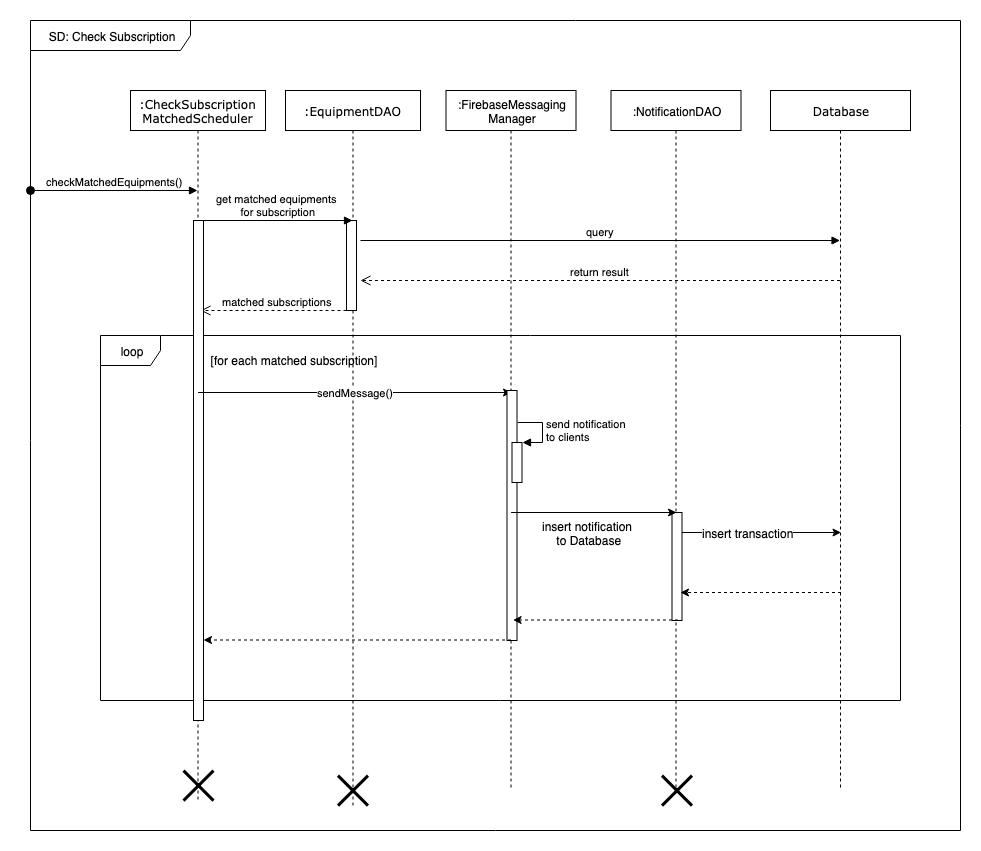 SD: Check Subscription
:CheckSubscription
MatchedScheduler
:EquipmentDAO
:FirebaseMessaging
Manager
:NotificationDAO
Database
checkMatchedEquipments()
get matched equipments
for subscription
query
return result
matched subscriptions
loop
[for each matched subscription]
sendMessage()
send notification
to clients
insert notification
to Database
insert transaction